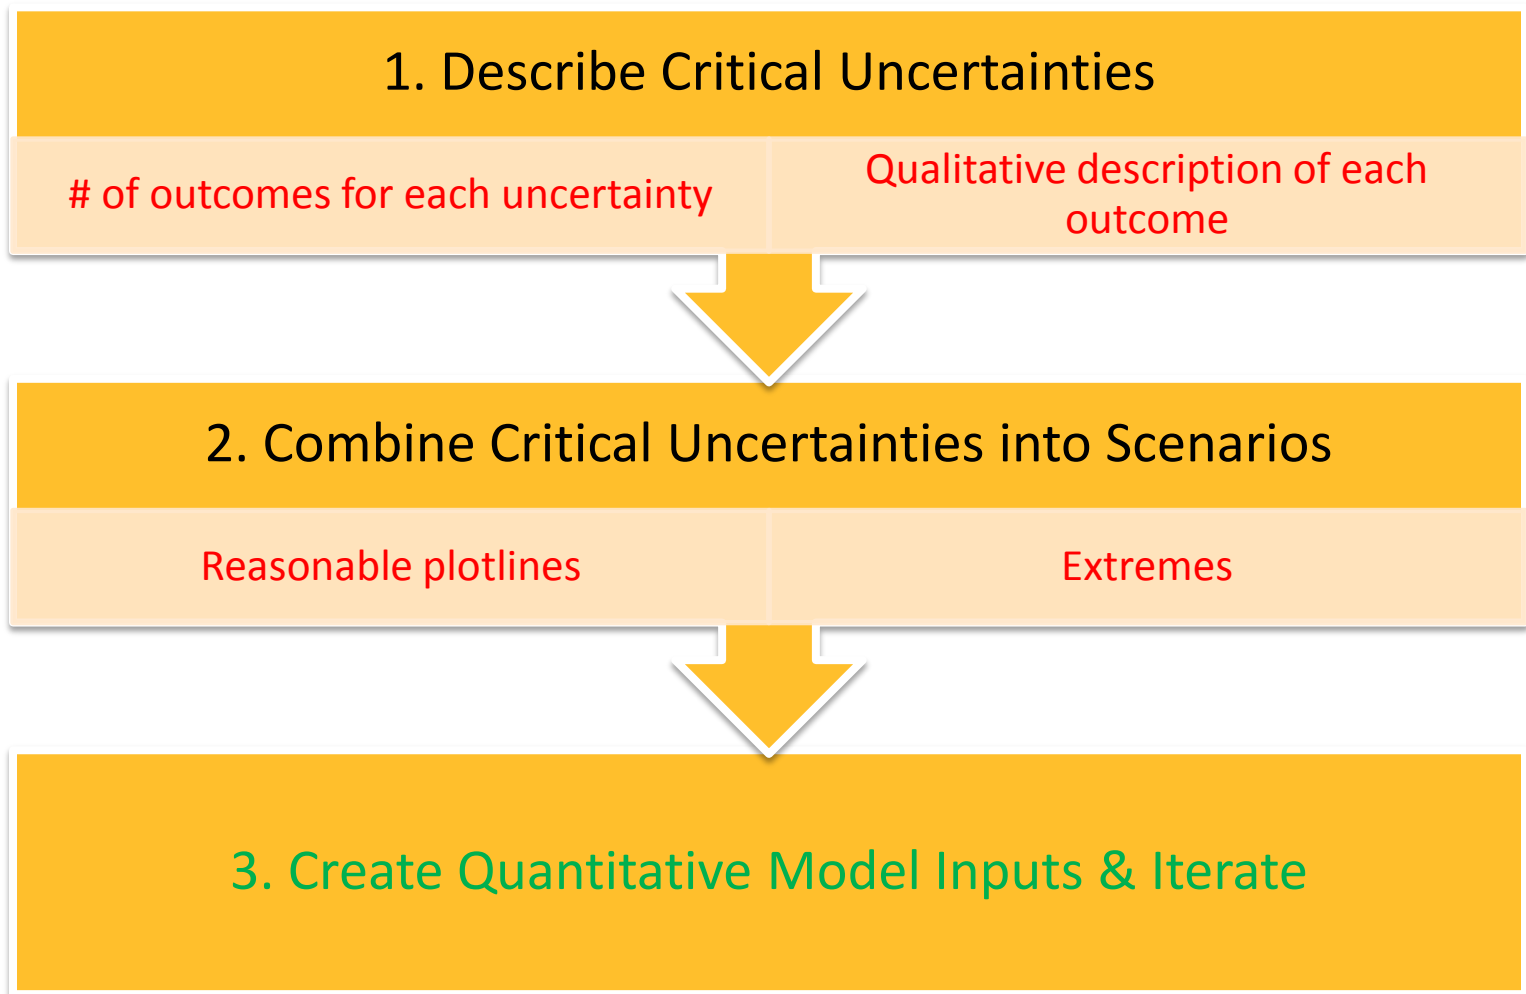 1. Describe Critical Uncertainties
# of outcomes for each uncertainty
Qualitative description of each
outcome
2. Combine Critical Uncertainties into Scenarios
Reasonable plotlines
Extremes
3. Create Quantitative Model Inputs & Iterate